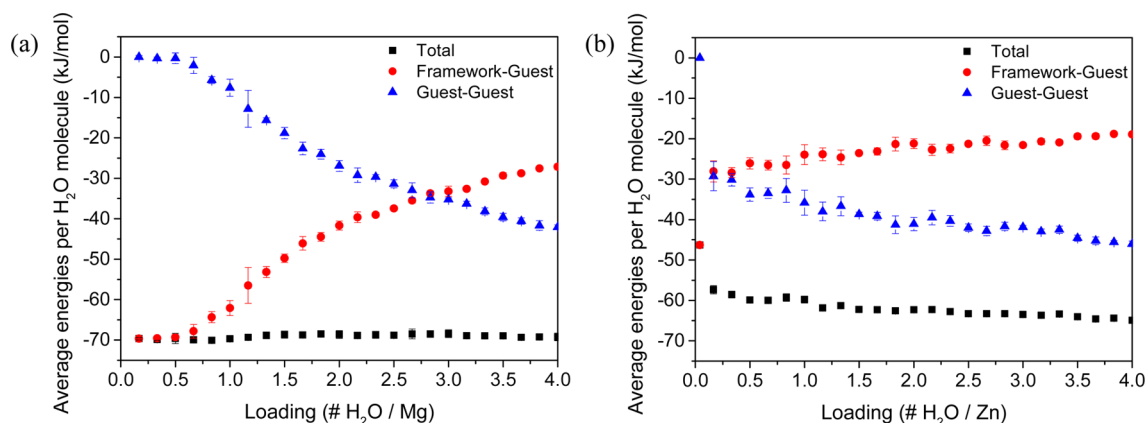 (a)
Average energies per H₂O molecule (kJ/mol)
0
-10
-20
-30
-40
-50
-60
-70
0.0 0.5 1.0 1.5 2.0 2.5 3.0 3.5 4.0
Loading (# H₂O / Mg)
Total
Framework-Guest
Guest-Guest
(b)
Average energies per H₂O molecule (kJ/mol)
0
-10
-20
-30
-40
-50
-60
-70
0.0 0.5 1.0 1.5 2.0 2.5 3.0 3.5 4.0
Loading (# H₂O / Zn)
Total
Framework-Guest
Guest-Guest